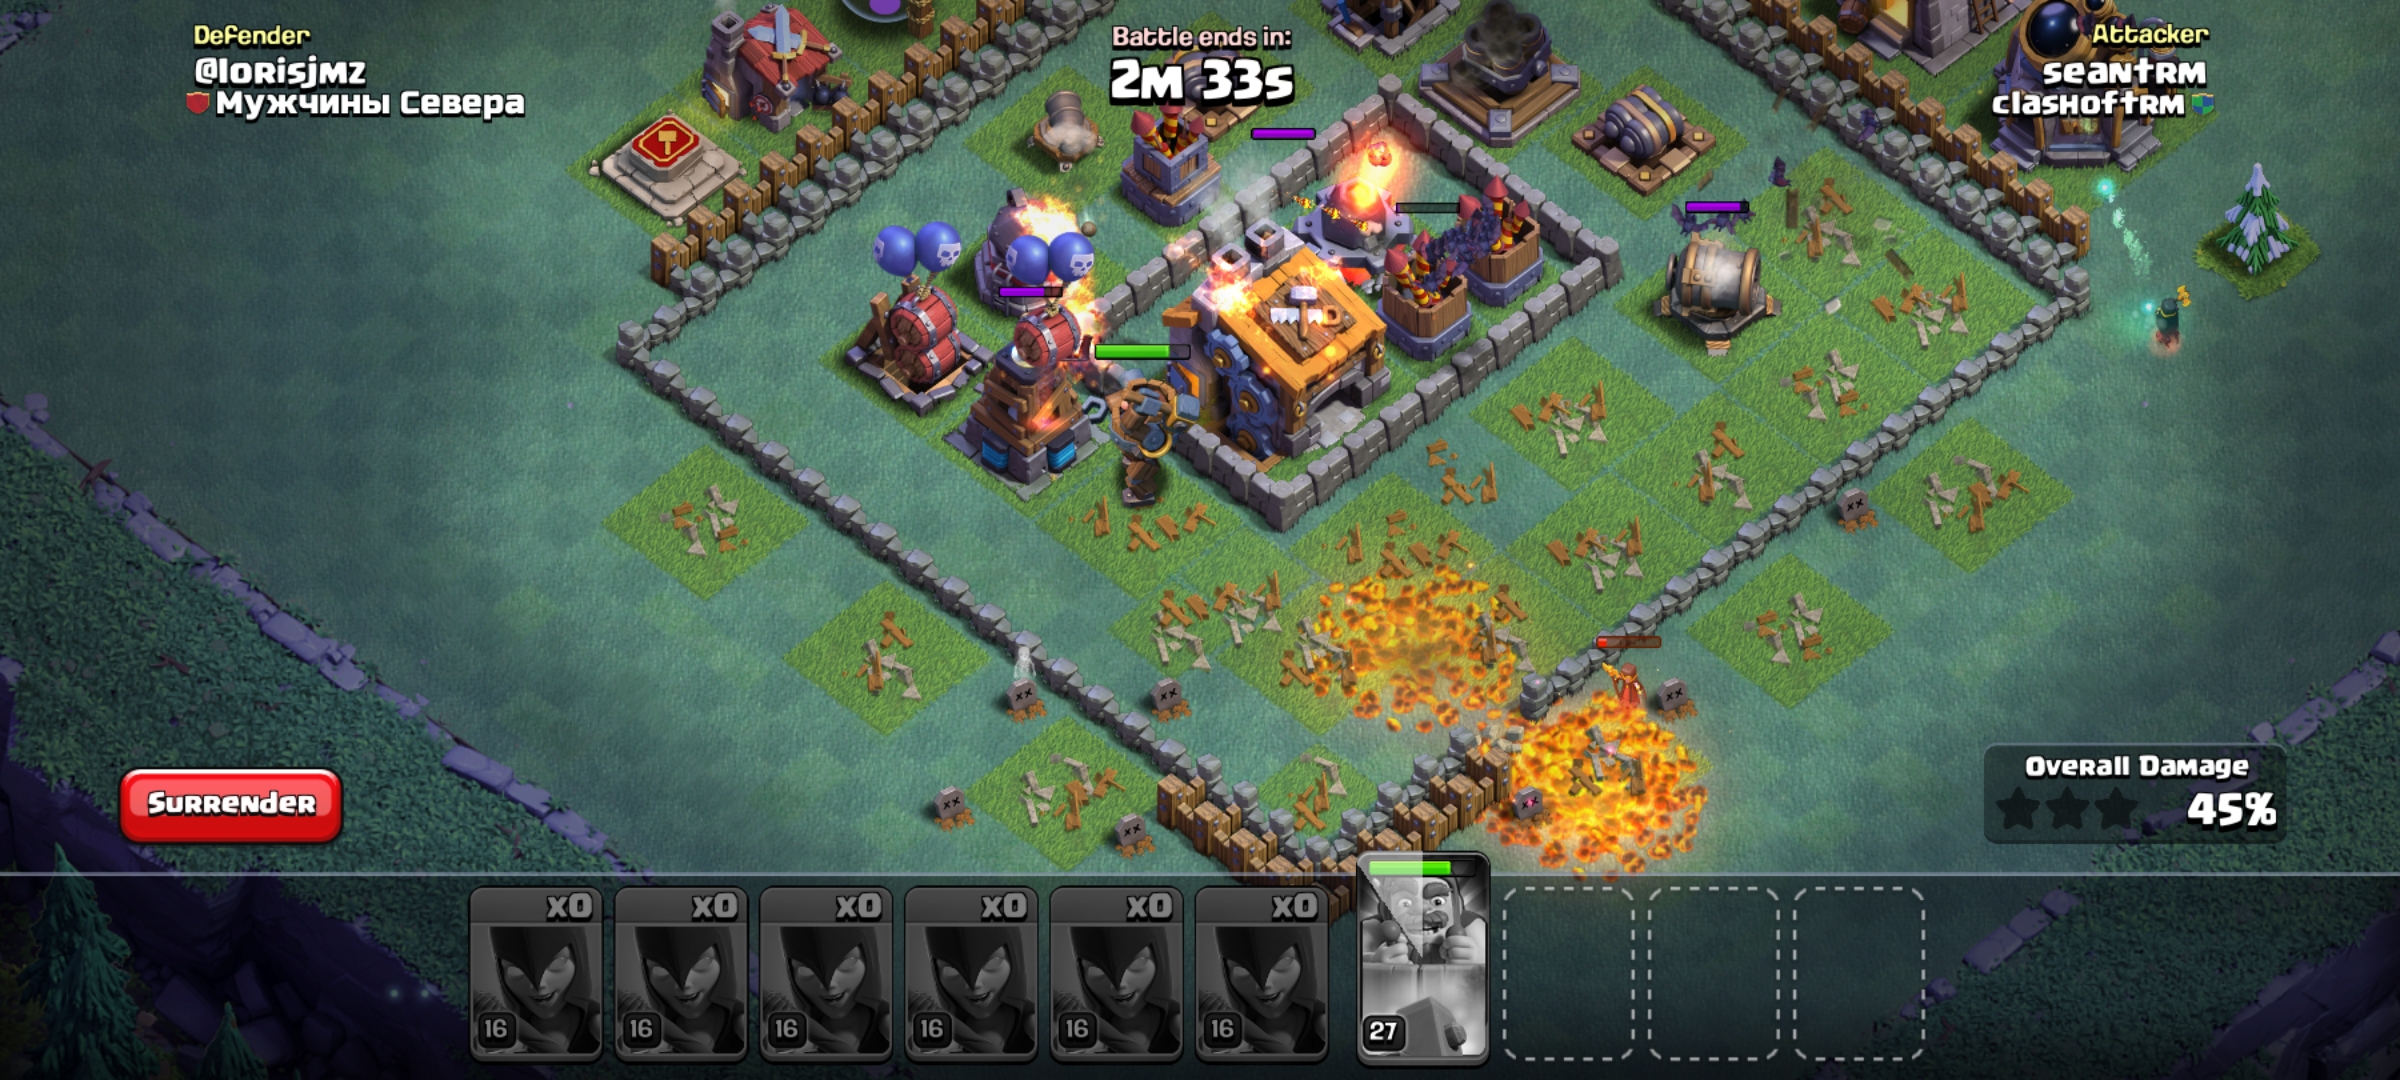 Defender
@lorisjmz
Мужчины Севера
Battle ends in:
2m 33s
Attacker
seantrm
clashoftrm
Surrender
Overall Damage
45%
x0
x0
x0
x0
x0
x0
16
16
16
16
16
16
27